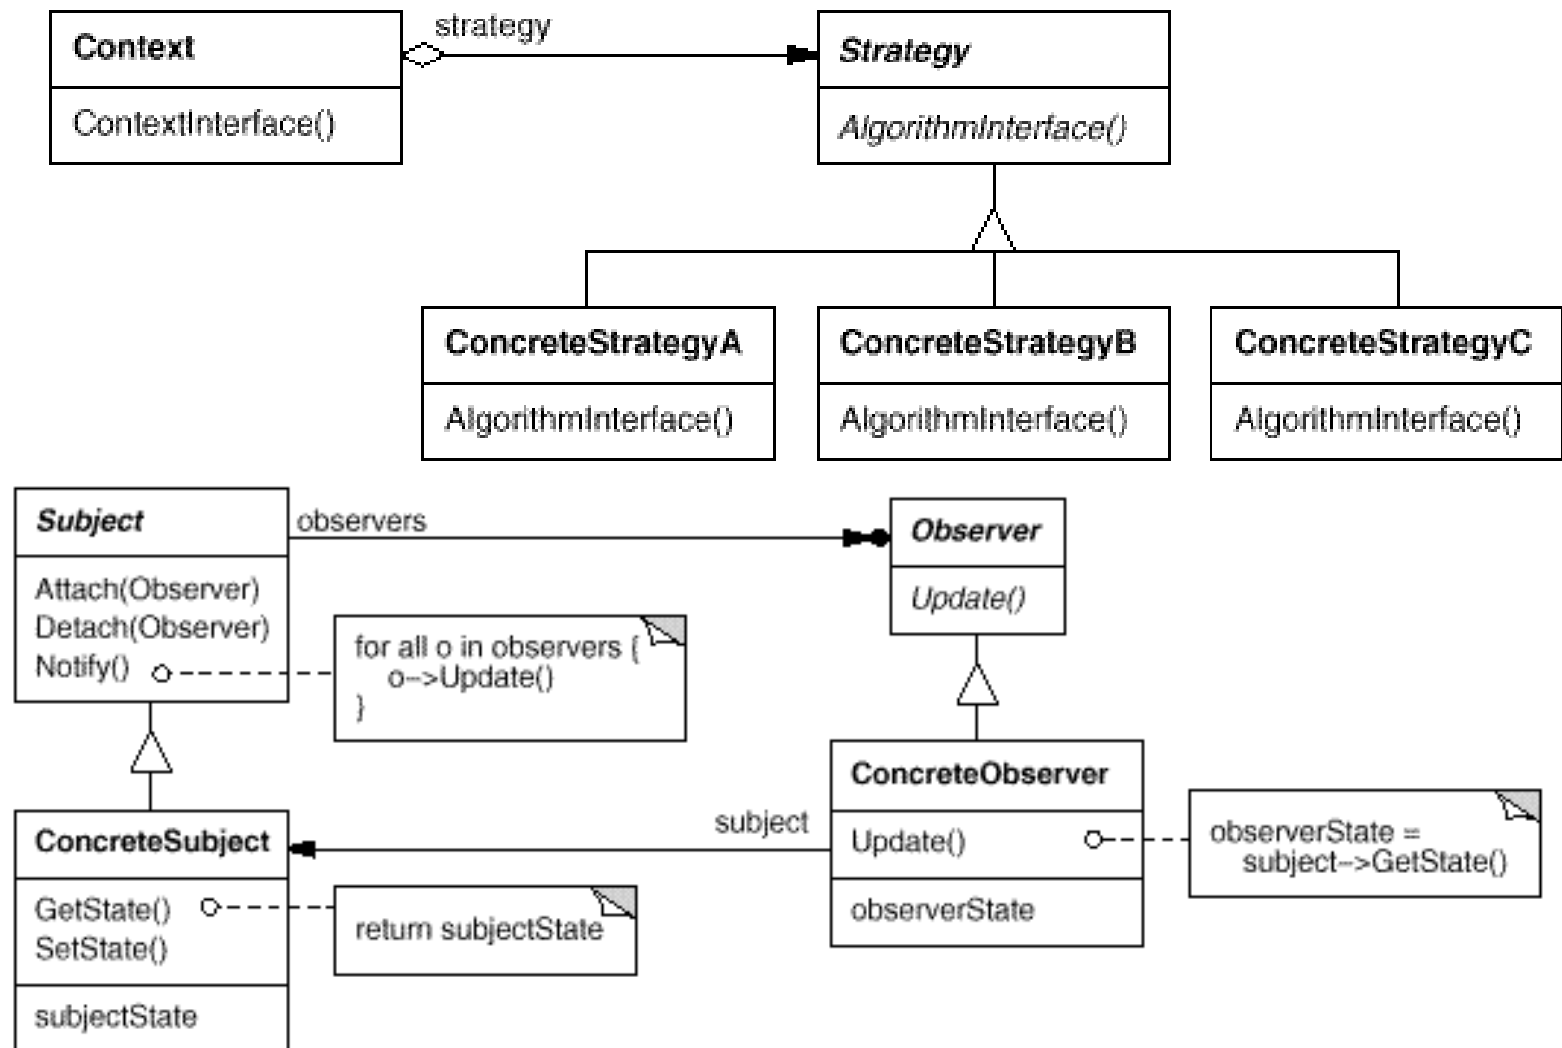 Context
ContextInterface()
strategy
Strategy
AlgorithmInterface()
ConcreteStrategyA
AlgorithmInterface()
ConcreteStrategyB
AlgorithmInterface()
ConcreteStrategyC
AlgorithmInterface()
Subject
Attach(Observer)
Detach(Observer)
Notify()
observers
Observer
Update()
for all o in observers {
o->Update()
}
ConcreteSubject
GetState()
SetState()
subjectState
return subjectState
subject
ConcreteObserver
Update()
observerState
observerState =
subject->GetState()